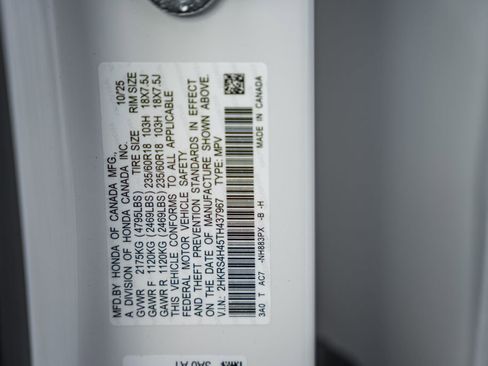 MFD.BY HONDA OF CANADA MFG., 10/25
A DIVISION OF HONDA CANADA INC.
TIRE SIZE RIM SIZE
GVWR 2175KG (4795LBS)
GAWR F 1120KG (2469LBS) 235/60R18 103H 18X7.5J
GAWR R 1120KG (2469LBS) 235/60R18 103H 18X7.5J
THIS VEHICLE CONFORMS TO ALL APPLICABLE
FEDERAL MOTOR VEHICLE SAFETY
AND THEFT PREVENTION STANDARDS IN EFFECT
ON THE DATE OF MANUFACTURE SHOWN ABOVE.
V.I.N.: 2HKRS4H45TH437967 TYPE: MPV
3A0 T AC7 -NH883PX -B -H MADE IN CANADA